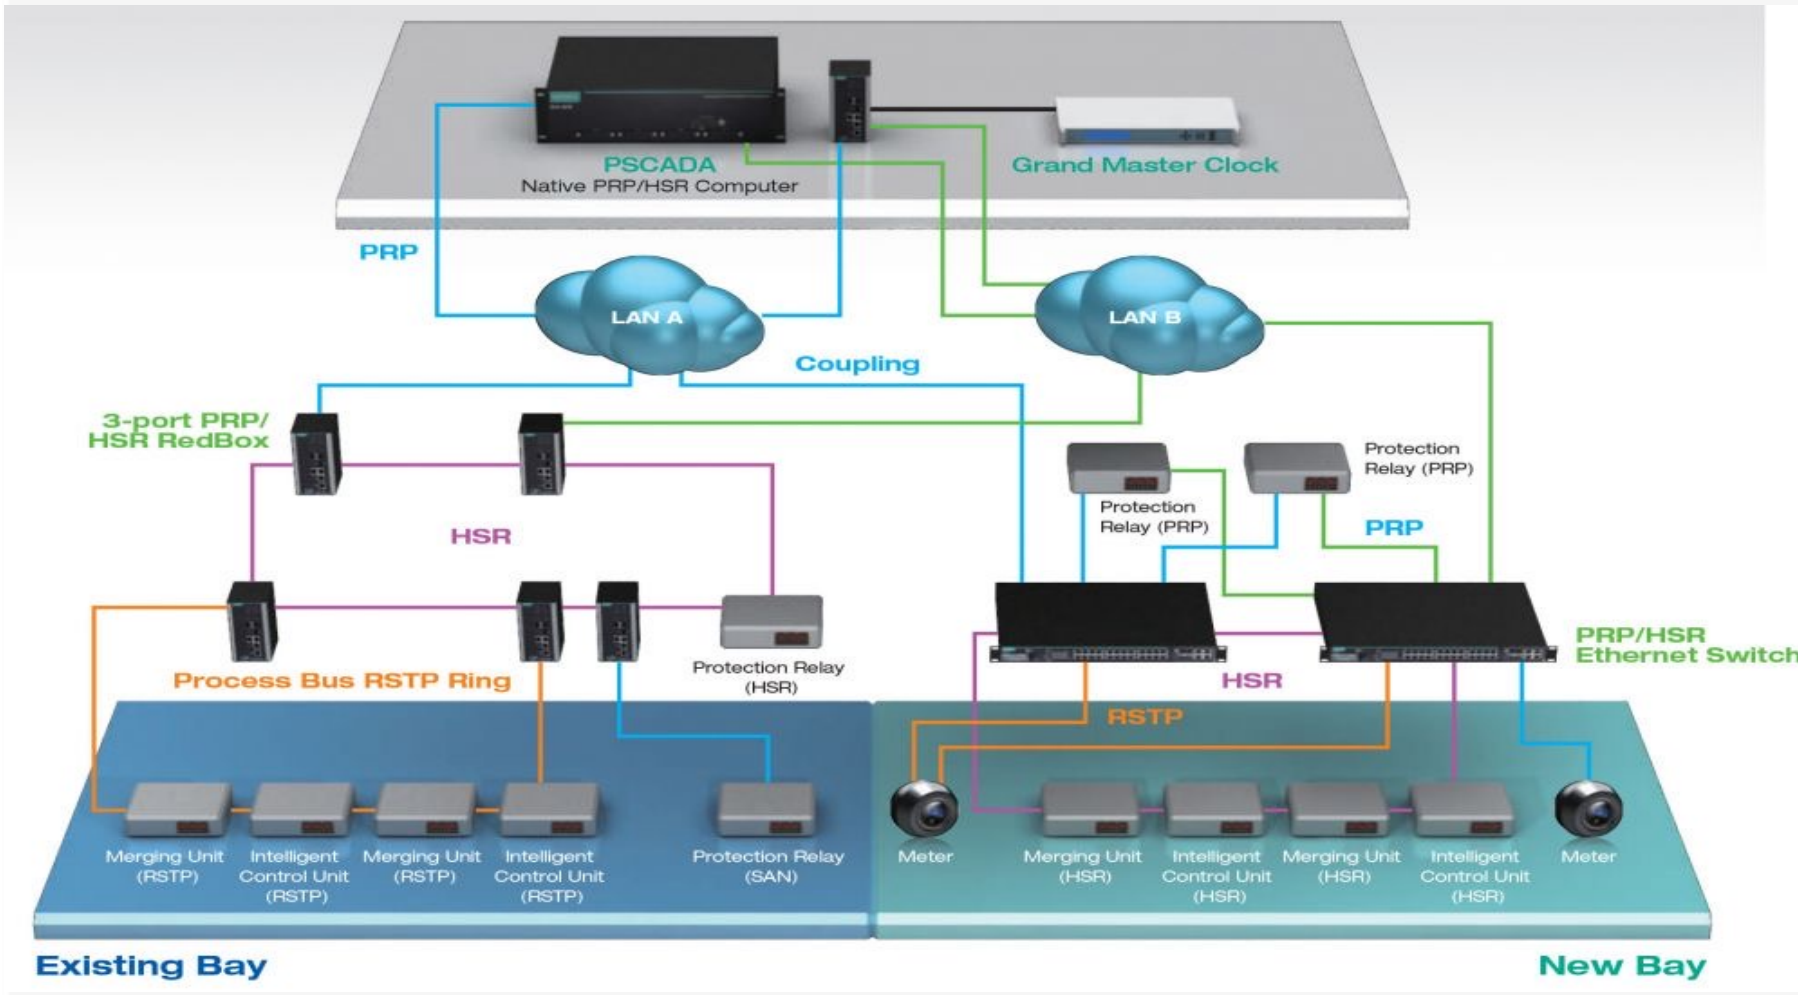 PSCADA
Native PRP/HSR Computer
Grand Master Clock
PRP
LAN A
LAN B
Coupling
3-port PRP/
HSR RedBox
Protection
Relay (PRP)
Protection
Relay (PRP)
PRP
HSR
Process Bus RSTP Ring
Protection Relay
(HSR)
PRP/HSR
Ethernet Switch
HSR
RSTP
Merging Unit
(RSTP)
Intelligent
Control Unit
(RSTP)
Merging Unit
(RSTP)
Intelligent
Control Unit
(RSTP)
Protection Relay
(SAN)
Meter
Merging Unit
(HSR)
Intelligent
Control Unit
(HSR)
Merging Unit
(HSR)
Intelligent
Control Unit
(HSR)
Meter
Existing Bay
New Bay